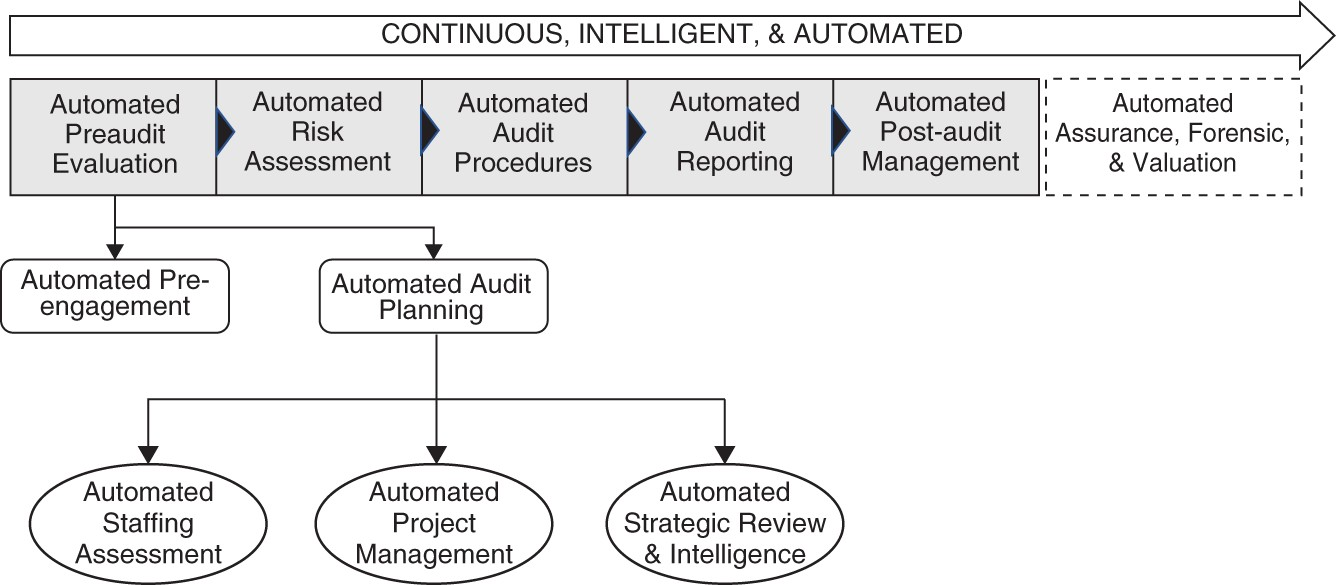 CONTINUOUS, INTELLIGENT, & AUTOMATED
Automated
Preaudit
Evaluation
Automated
Risk
Assessment
Automated
Audit
Procedures
Automated
Audit
Reporting
Automated
Post-audit
Management
Automated
Assurance, Forensic,
& Valuation
Automated Pre-
engagement
Automated Audit
Planning
Automated
Staffing
Assessment
Automated
Project
Management
Automated
Strategic Review
& Intelligence